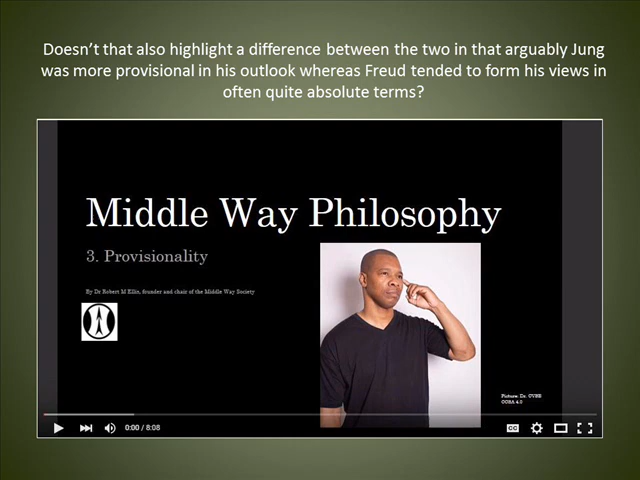 Doesn’t that also highlight a difference between the two in that arguably Jung
was more provisional in his outlook whereas Freud tended to form his views in
often quite absolute terms?
Middle Way Philosophy
3. Provisionality
By Dr Robert M Ellis, founder and chair of the Middle Way Society
Picture: Dr. OVSE
CCSA 4.0
0:00 / 8:08
CC